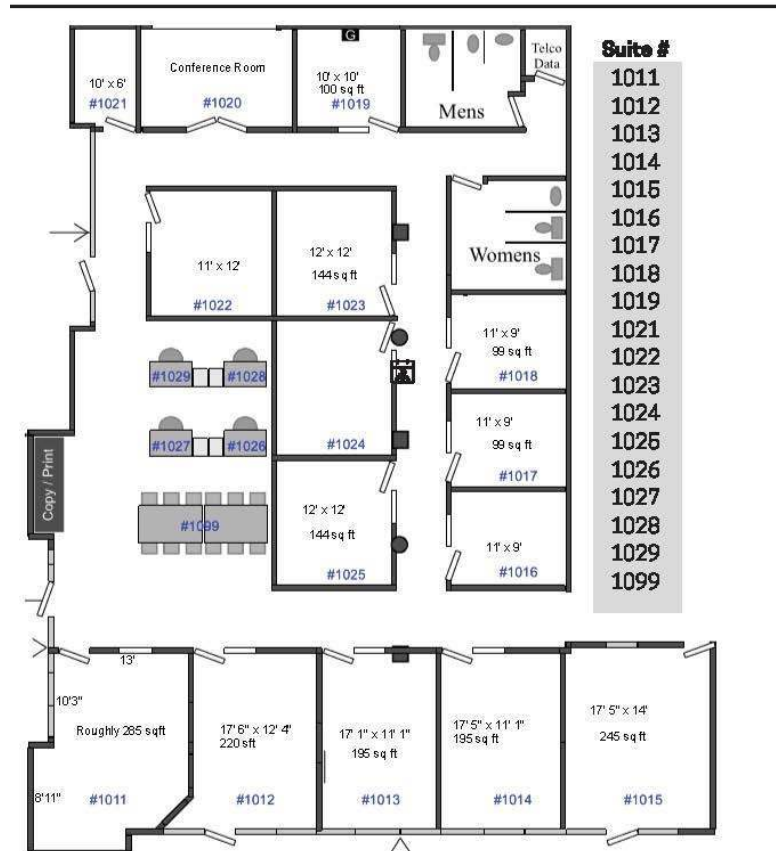 Suite #
1011
1012
1013
1014
1015
1016
1017
1018
1019
1021
1022
1023
1024
1025
1026
1027
1028
1029
1099
10' x 6'
#1021
Conference Room
#1020
G
10' x 10'
100 sq ft
#1019
Mens
Telco
Data
11' x 12'
#1022
12' x 12'
144 sq ft
#1023
Womens
11' x 9'
99 sq ft
#1018
#1029
#1028
#1027
#1026
#1024
11' x 9'
99 sq ft
#1017
Copy / Print
#1099
12' x 12'
144 sq ft
#1025
11' x 9'
#1016
13'
10'3"
Roughly 285 sqft
8'11"
#1011
17' 6" x 12' 4"
220 sft
#1012
17' 1" x 11' 1"
195 sq ft
#1013
17' 5" x 11' 1"
195 sq ft
#1014
17' 5" x 14'
245 sq ft
#1015